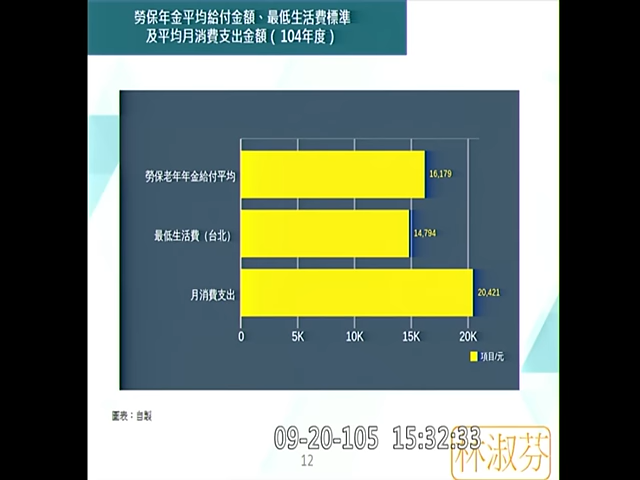 勞保年金平均給付金額、最低生活費標準
及平均月消費支出金額（104年度）
勞保老年年金給付平均
16,179
最低生活費（台北）
14,794
月消費支出
20,421
0 5K 10K 15K 20K
項目/元
圖表：自製
09-20-105 15:32:33
12
林淑芬